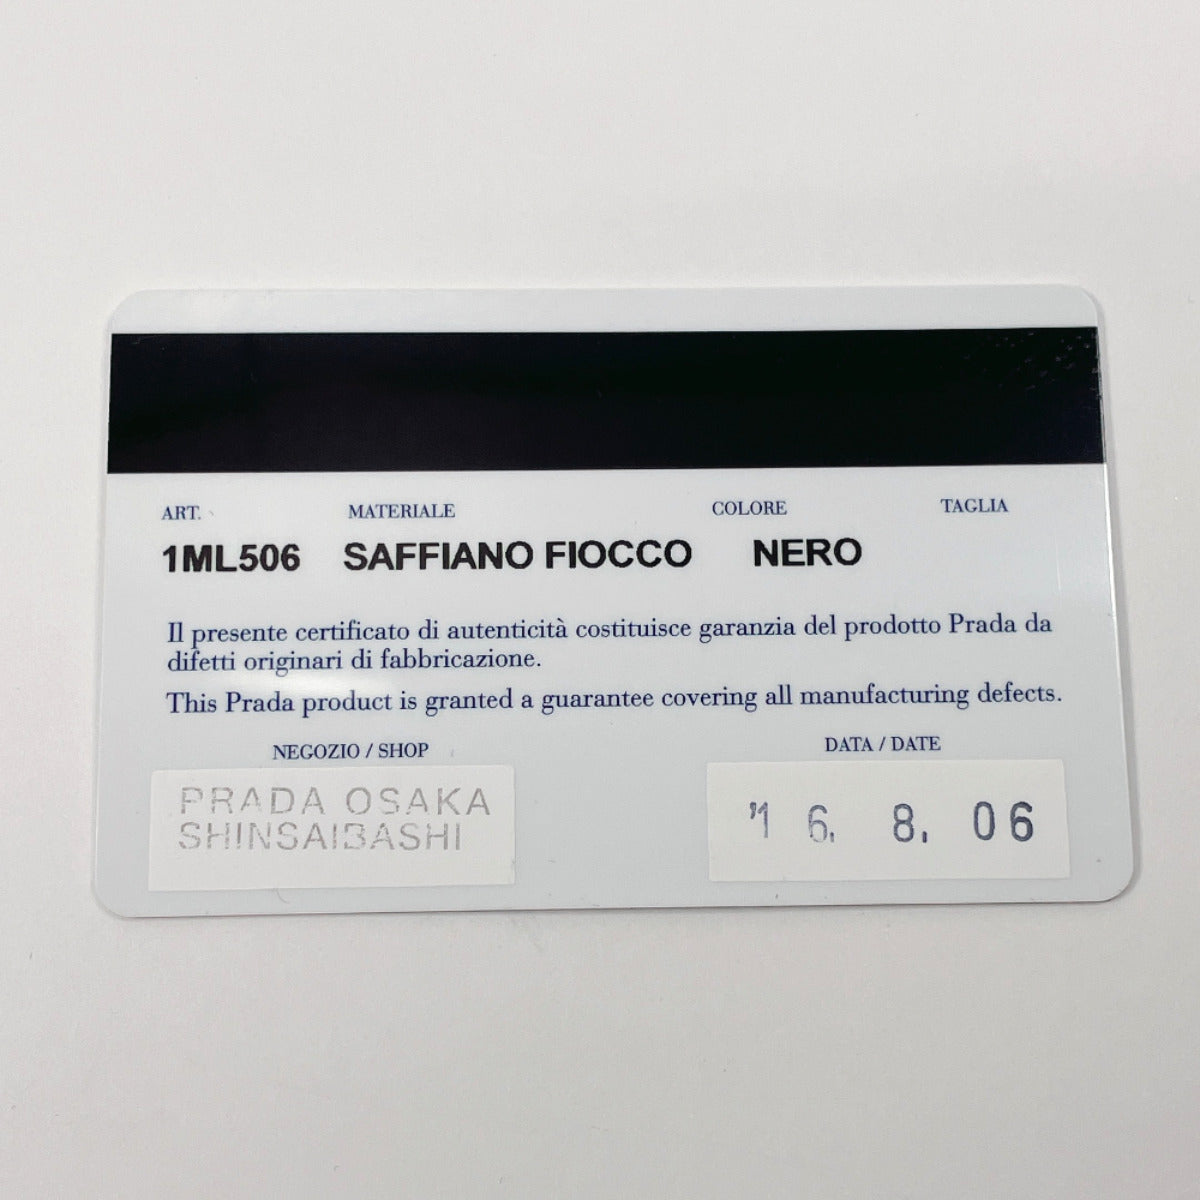 ART. MATERIALE COLORE TAGLIA
1ML506 SAFFIANO FIOCCO NERO
Il presente certificato di autenticità costituisce garanzia del prodotto Prada da
difetti originari di fabbricazione.
This Prada product is granted a guarantee covering all manufacturing defects.
NEGOZIO / SHOP DATA / DATE
PRADA OSAKA
SHINSAIBASHI
'16. 8. 06